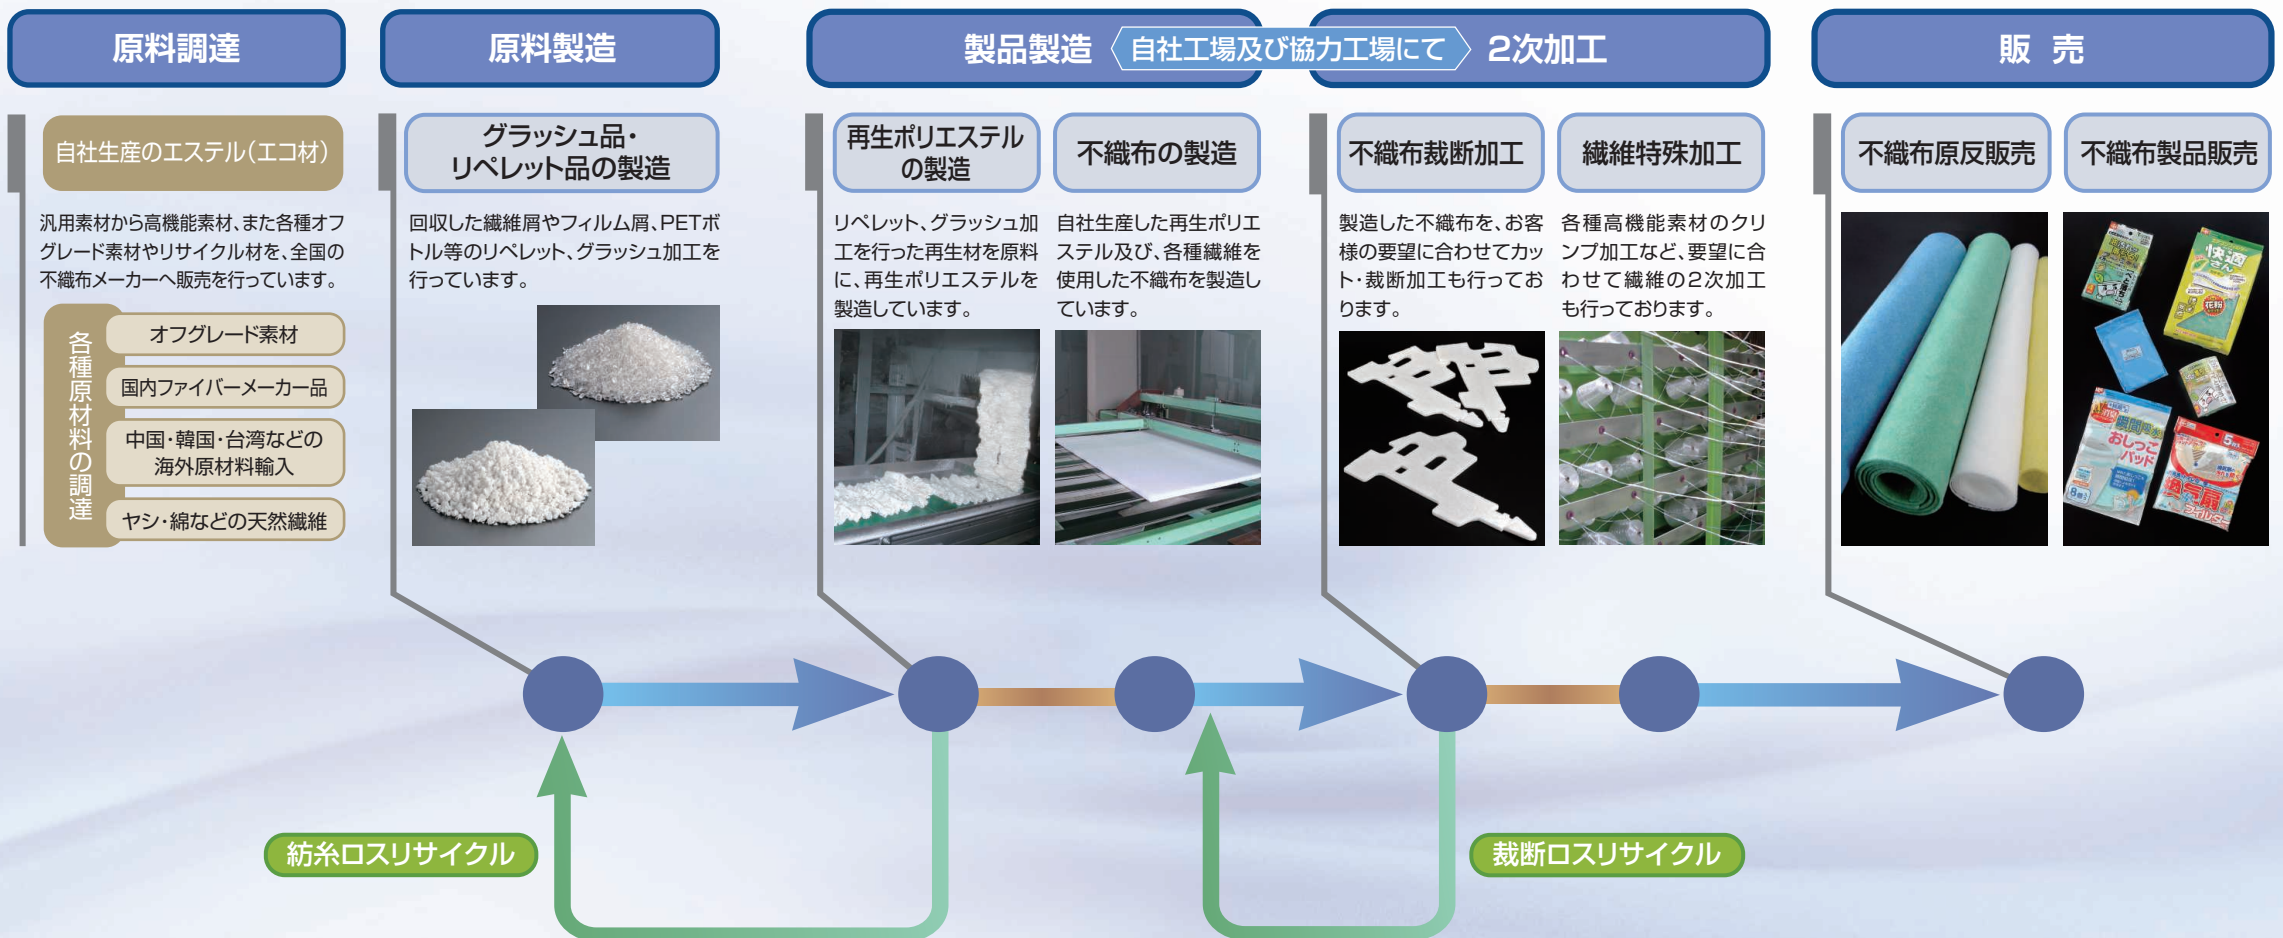 原料調達
原料製造
製品製造
自社工場及び協力工場にて
2次加工
販 売
自社生産のエステル（エコ材）
汎用素材から高機能素材、また各種オフ
グレード素材やリサイクル材を、全国の
不織布メーカーへ販売を行っています。
各種原材料の調達
オフグレード素材
国内ファイバーメーカー品
中国・韓国・台湾などの
海外原材料輸入
ヤシ・綿などの天然繊維
グラッシュ品・
リペレット品の製造
回収した繊維屑やフィルム屑、PETボ
トル等のリペレット、グラッシュ加工を
行っています。
再生ポリエステル
の製造
リペレット、グラッシュ加
工を行った再生材を原料
に、再生ポリエステルを
製造しています。
不織布の製造
自社生産した再生ポリエ
ステル及び、各種繊維を
使用した不織布を製造し
ています。
不織布裁断加工
製造した不織布を、お客
様の要望に合わせてカッ
ト・裁断加工も行ってお
ります。
繊維特殊加工
各種高機能素材のクリ
ンプ加工など、要望に合
わせて繊維の2次加工
も行っております。
不織布原反販売
不織布製品販売
快適
さん
花粉
瞬間
おしっこ
パッド
8個
5枚
換気扇
フィルター
紡糸ロスリサイクル
裁断ロスリサイクル